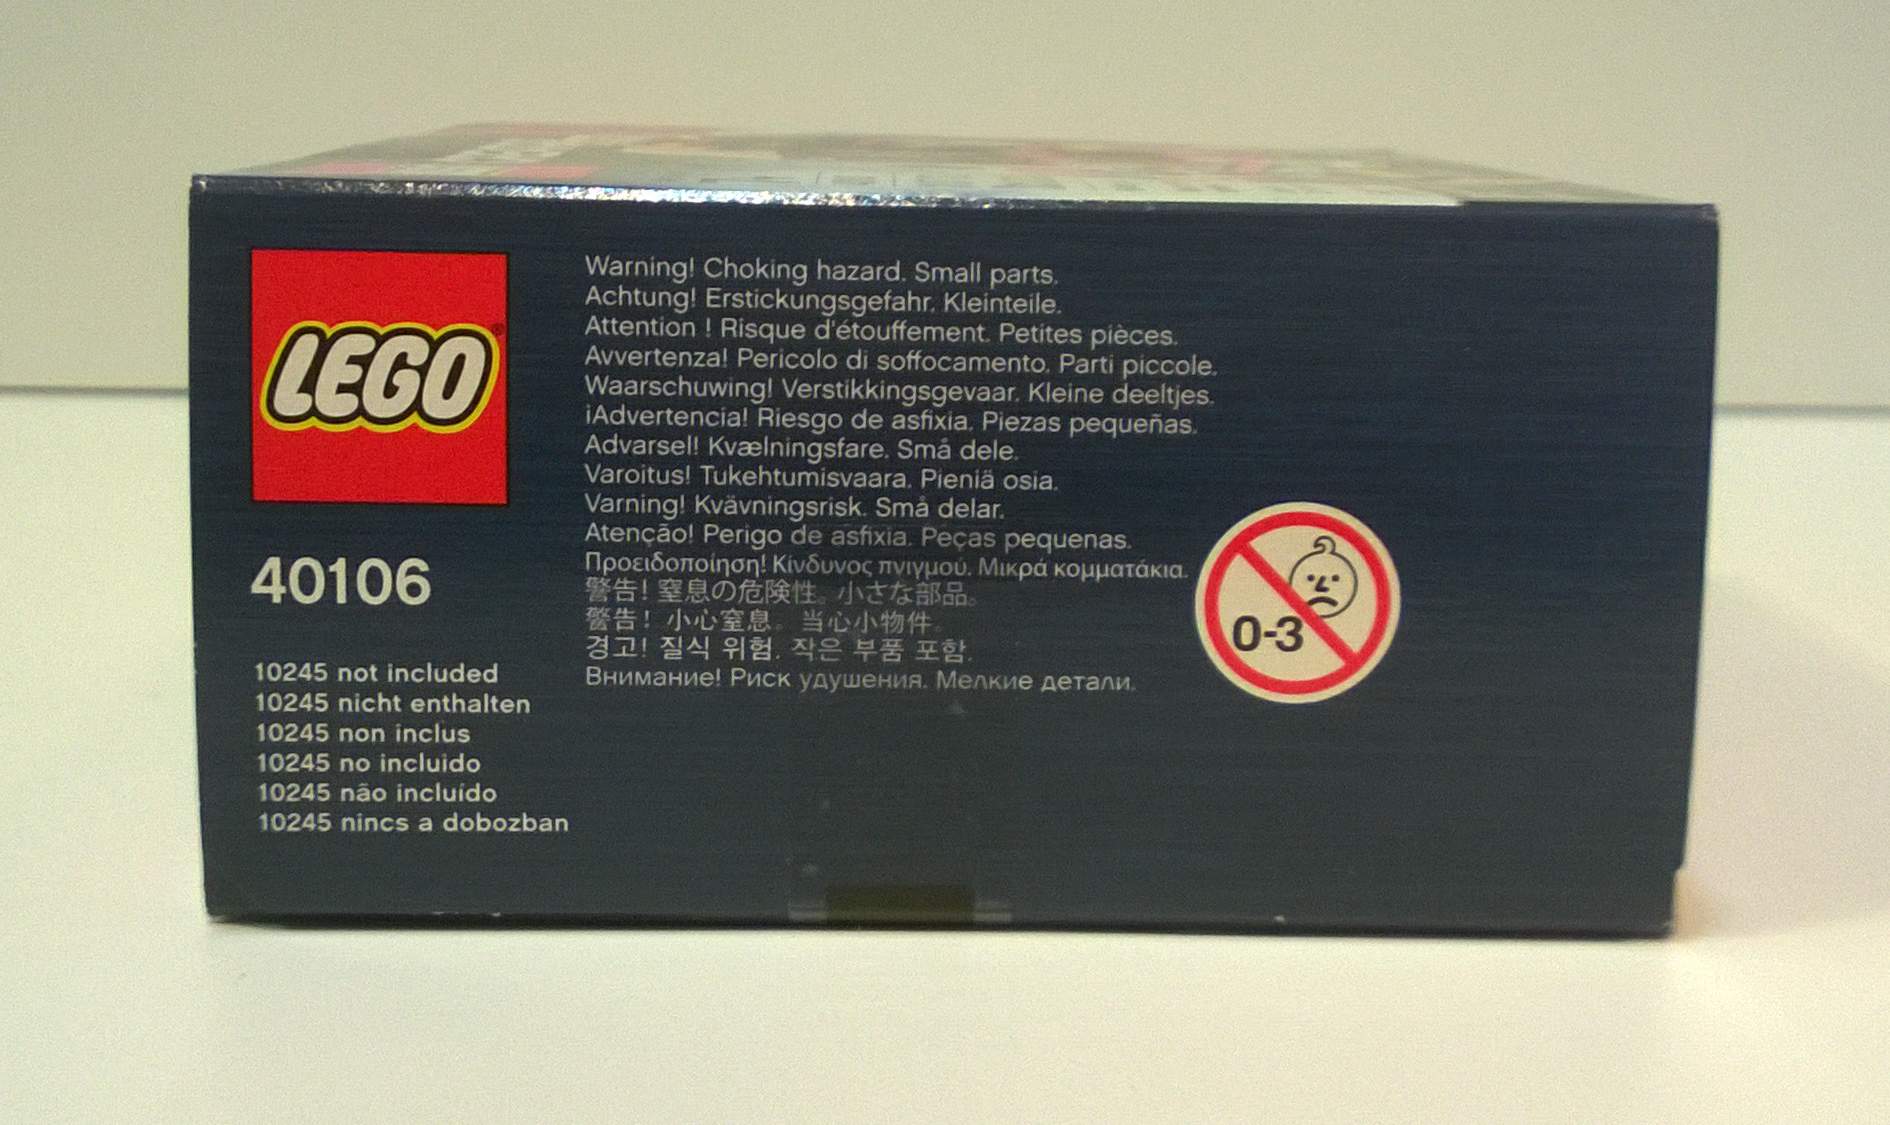 LEGO®
40106
10245 not included
10245 nicht enthalten
10245 non inclus
10245 no incluido
10245 não incluído
10245 nincs a dobozban
Warning! Choking hazard. Small parts.
Achtung! Erstickungsgefahr. Kleinteile.
Attention ! Risque d'étouffement. Petites pièces.
Avvertenza! Pericolo di soffocamento. Parti piccole.
Waarschuwing! Verstikkingsgevaar. Kleine deeltjes.
¡Advertencia! Riesgo de asfixia. Piezas pequeñas.
Advarsel! Kvælningsfare. Små dele.
Varoitus! Tukehtumisvaara. Pieniä osia.
Varning! Kvävningsrisk. Små delar.
Atenção! Perigo de asfixia. Peças pequenas.
Προειδοποίηση! Κίνδυνος πνιγμού. Μικρά κομματάκια.
警告! 窒息の危険性。小さな部品。
警告！小心窒息。当心小物件。
경고! 질식 위험. 작은 부품 포함.
Внимание! Риск удушения. Мелкие детали.
0-3